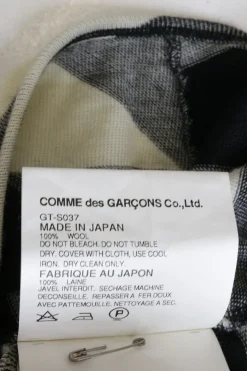 COMME des GARÇONS Co.,Ltd.
GT-S037
MADE IN JAPAN
100% WOOL
DO NOT BLEACH. DO NOT TUMBLE
DRY. COVER WITH CLOTH, USE COOL
IRON. DRY CLEAN ONLY.
FABRIQUE AU JAPON
100% LAINE
JAVEL INTERDIT. SECHAGE MACHINE
DECONSEILLE. REPASSER A FER DOUX
AVEC PATTEMOUILLE. NETTOYAGE A SEC.
P